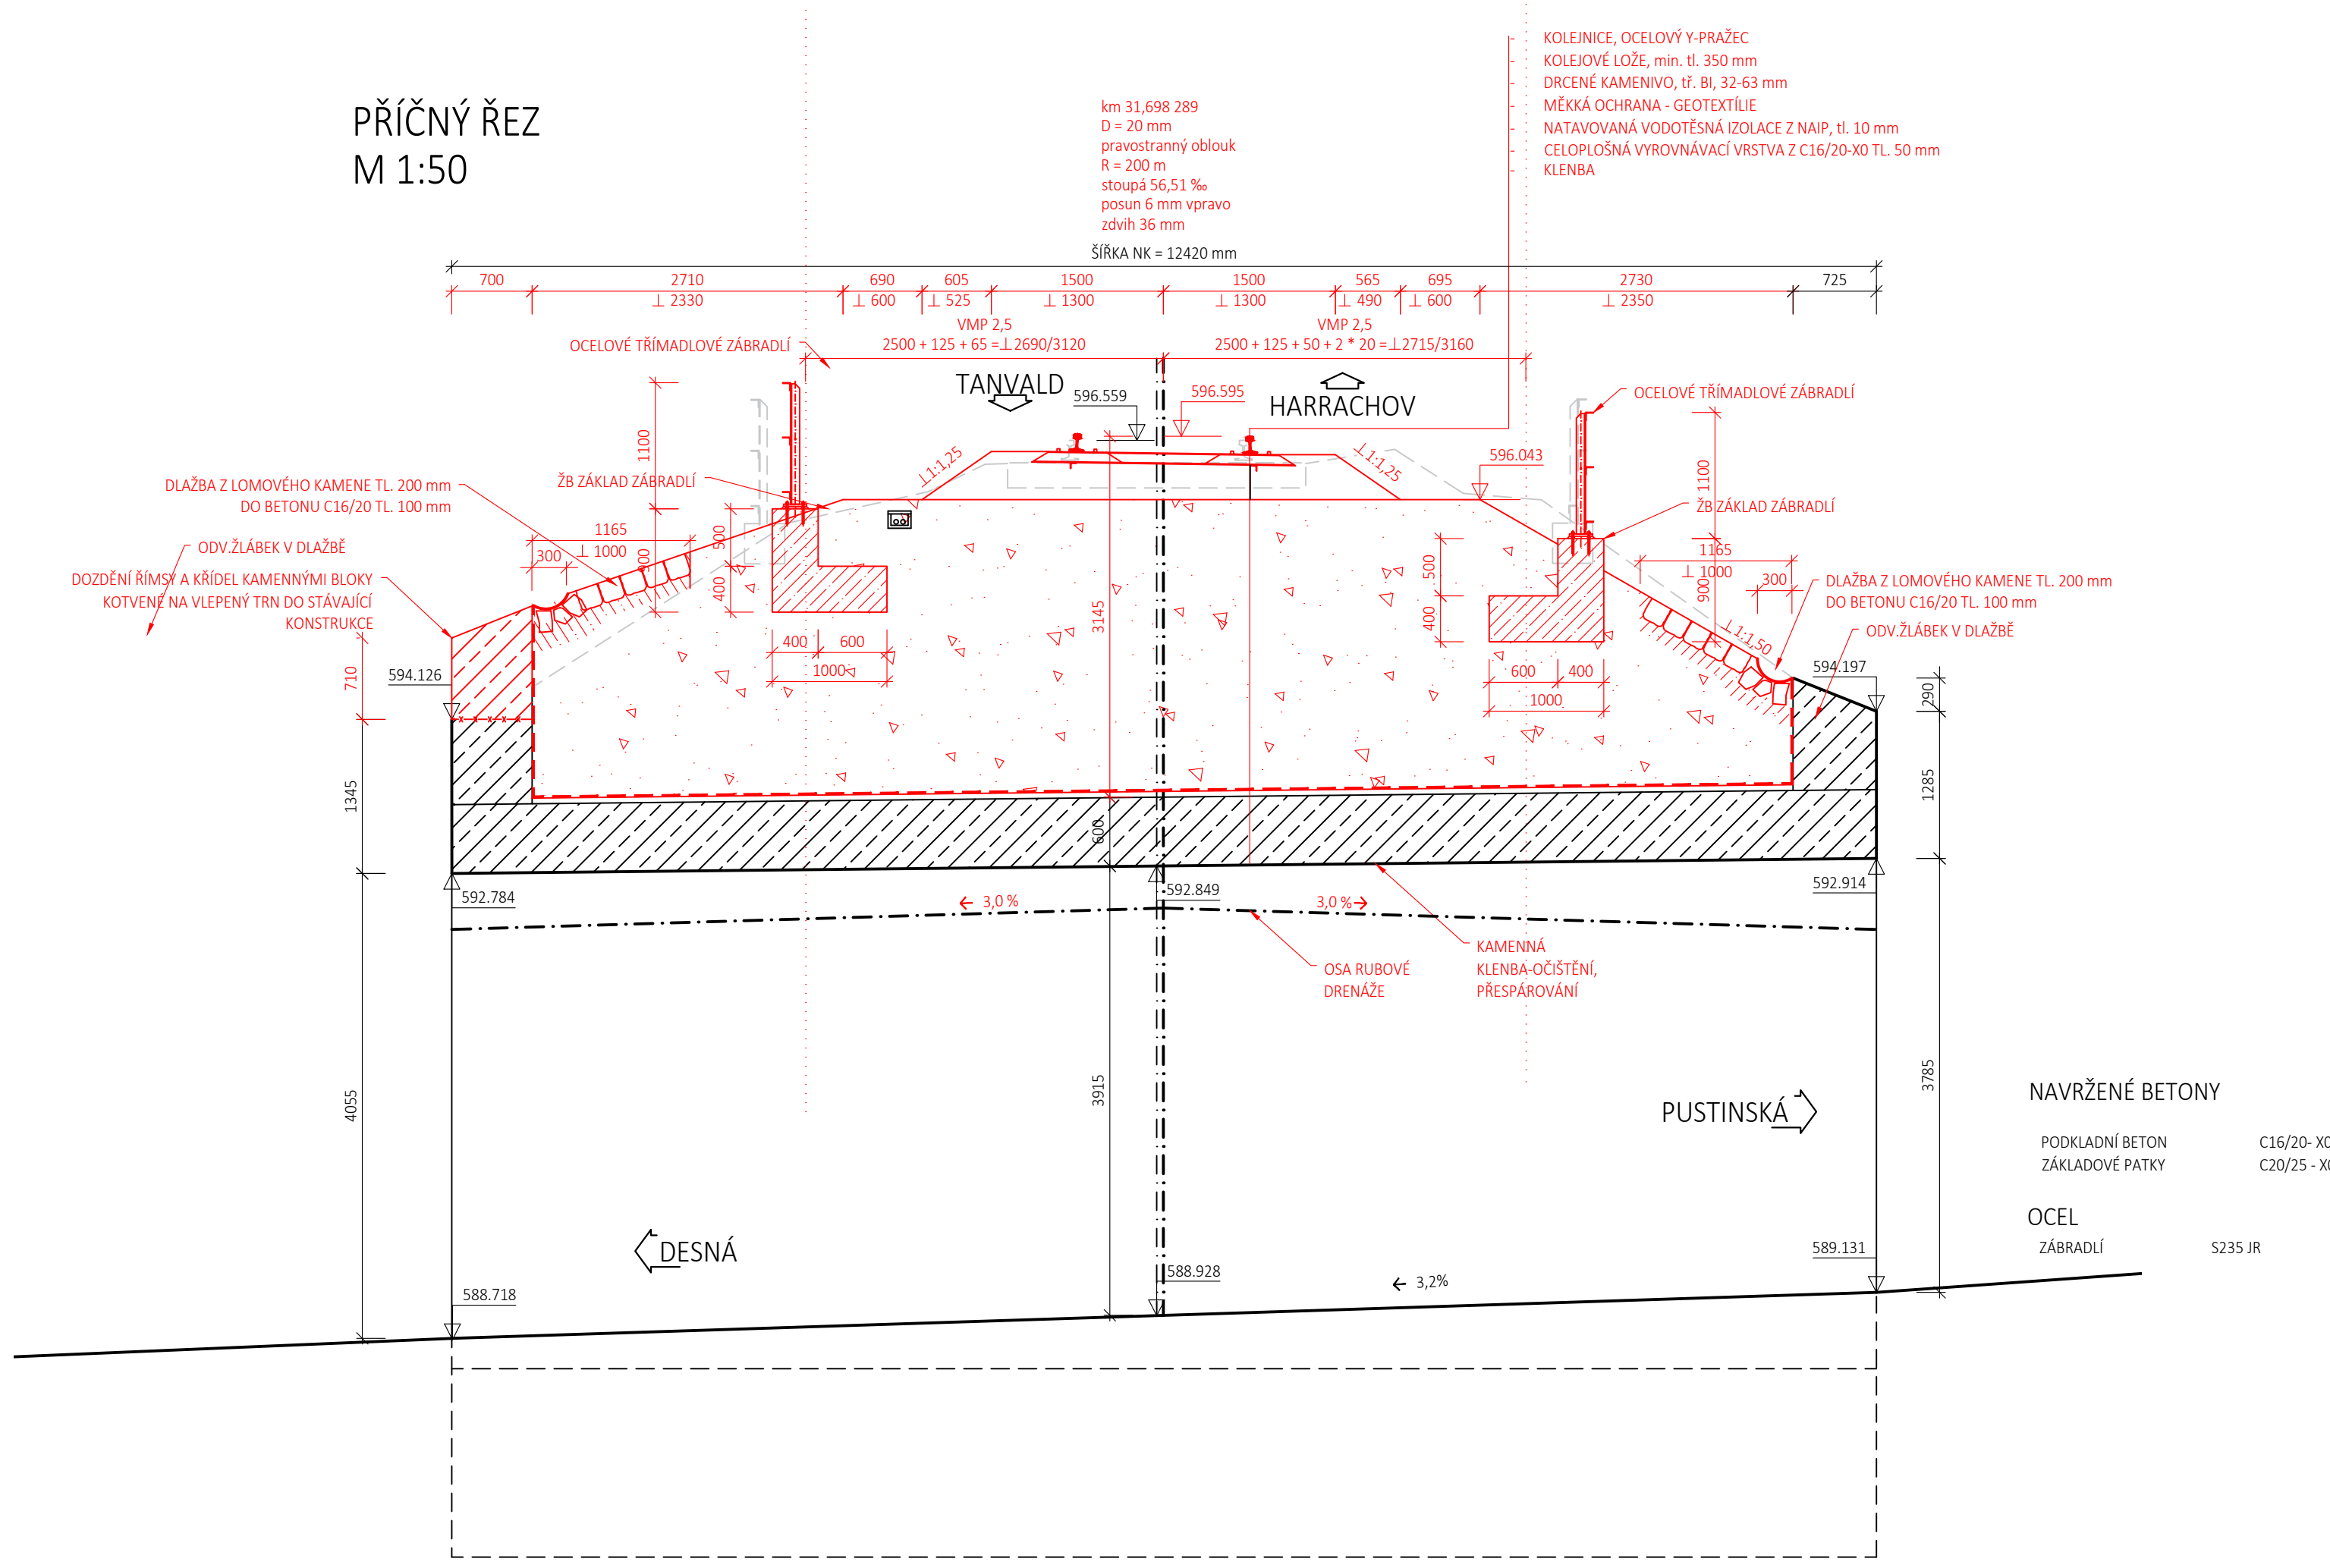 PŘÍČNÝ ŘEZ
M 1:50
km 31,698 289
D = 20 mm
pravostranný oblouk
R = 200 m
stoupá 56,51 ‰
posun 6 mm vpravo
zdvih 36 mm
- KOLEJNICE, OCELOVÝ Y-PRAŽEC
- KOLEJOVÉ LOŽE, min. tl. 350 mm
- DRCENÉ KAMENIVO, tř. BI, 32-63 mm
- MĚKKÁ OCHRANA - GEOTEXTÍLIE
- NATAVOVANÁ VODOTĚSNÁ IZOLACE Z NAIP, tl. 10 mm
- CELOPLOŠNÁ VYROVNÁVACÍ VRSTVA Z C16/20-X0 TL. 50 mm
- KLENBA
ŠÍŘKA NK = 12420 mm
700 2710 690 605 1500 1500 565 695 2730 725
⊥ 2330 ⊥ 600 ⊥ 525 ⊥ 1300 ⊥ 1300 ⊥ 490 ⊥ 600 ⊥ 2350
VMP 2,5
2500 + 125 + 65 =⊥2690/3120
VMP 2,5
2500 + 125 + 50 + 2 * 20 =⊥2715/3160
OCELOVÉ TŘÍMADLOVÉ ZÁBRADLÍ
TANVALD
596.559
596.595
HARRACHOV
OCELOVÉ TŘÍMADLOVÉ ZÁBRADLÍ
1100
⊥1:1,25
⊥1:1,25
596.043
1100
ŽB ZÁKLAD ZÁBRADLÍ
DLAŽBA Z LOMOVÉHO KAMENE TL. 200 mm
DO BETONU C16/20 TL. 100 mm
ŽB ZÁKLAD ZÁBRADLÍ
1165
⊥ 1000
300
900
500
400
ODV.ŽLÁBEK V DLAŽBĚ
DOZDĚNÍ ŘÍMSY A KŘÍDEL KAMENNÝMI BLOKY
KOTVENÉ NA VLEPENÝ TRN DO STÁVAJÍCÍ
KONSTRUKCE
3145
500
400
1165
⊥ 1000
900
300
DLAŽBA Z LOMOVÉHO KAMENE TL. 200 mm
DO BETONU C16/20 TL. 100 mm
ODV.ŽLÁBEK V DLAŽBĚ
⊥1:1,50
400 600
1000
600 400
1000
710
594.126
594.197
290
1345
1285
600
592.784
3,0 %
592.849
3,0 %
592.914
OSA RUBOVÉ
DRENÁŽE
KAMENNÁ
KLENBA-OČIŠTĚNÍ,
PŘESPÁROVÁNÍ
4055
3915
3785
PUSTINSKÁ
DESNÁ
588.718
588.928
3,2%
589.131
NAVRŽENÉ BETONY
PODKLADNÍ BETON C16/20- X0
ZÁKLADOVÉ PATKY C20/25 - X
OCEL
ZÁBRADLÍ S235 JR